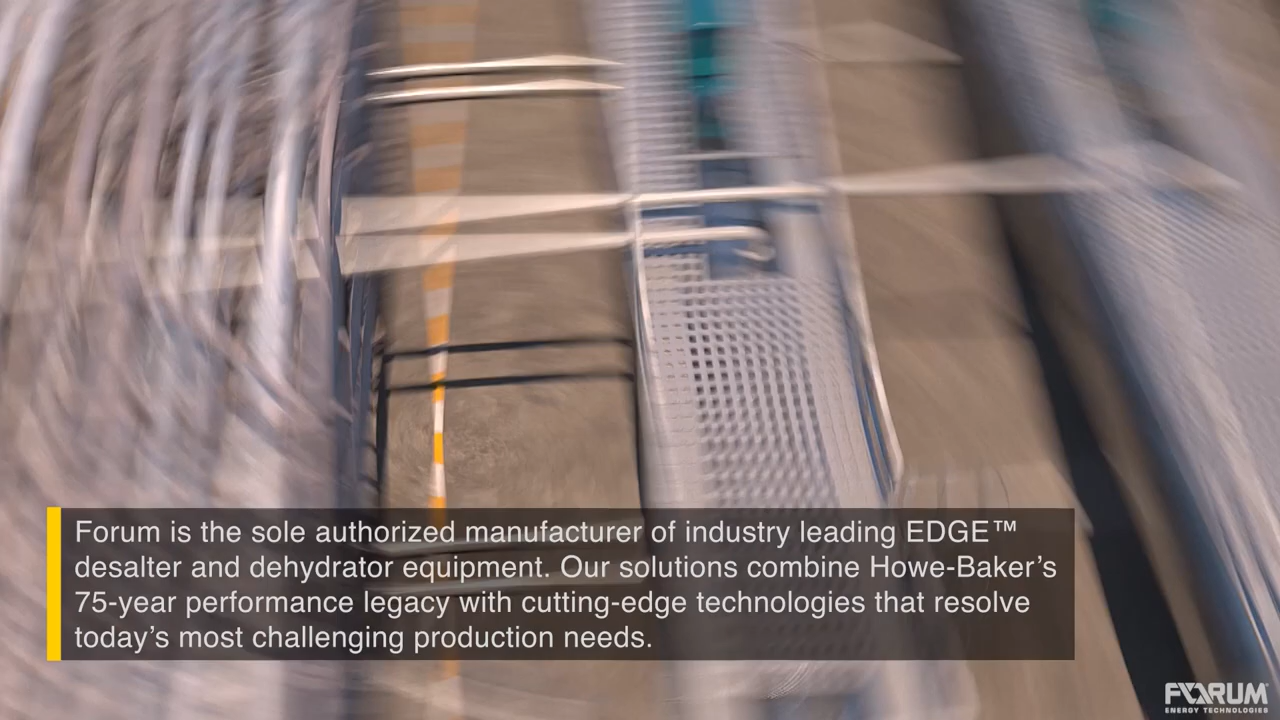 Forum is the sole authorized manufacturer of industry leading EDGE™
desalter and dehydrator equipment. Our solutions combine Howe-Baker’s
75-year performance legacy with cutting-edge technologies that resolve
today’s most challenging production needs.
FORUM
ENERGY TECHNOLOGIES